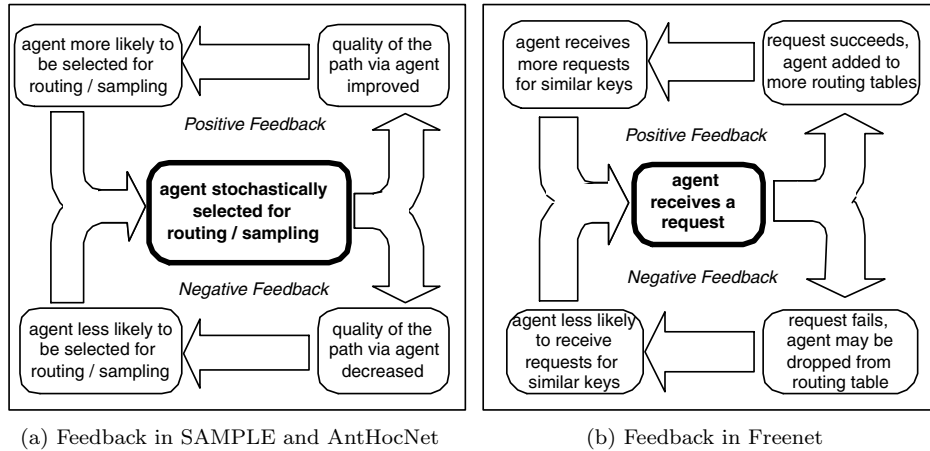 agent more likely to
be selected for
routing / sampling
quality of the
path via agent
improved
Positive Feedback
agent stochastically
selected for
routing / sampling
Negative Feedback
agent less likely to
be selected for
routing / sampling
quality of the
path via agent
decreased
(a) Feedback in SAMPLE and AntHocNet
agent receives
more requests
for similar keys
request succeeds,
agent added to
more routing tables
Positive Feedback
agent
receives a
request
Negative Feedback
agent less likely
to receive
requests for
similar keys
request fails,
agent may be
dropped from
routing table
(b) Feedback in Freenet